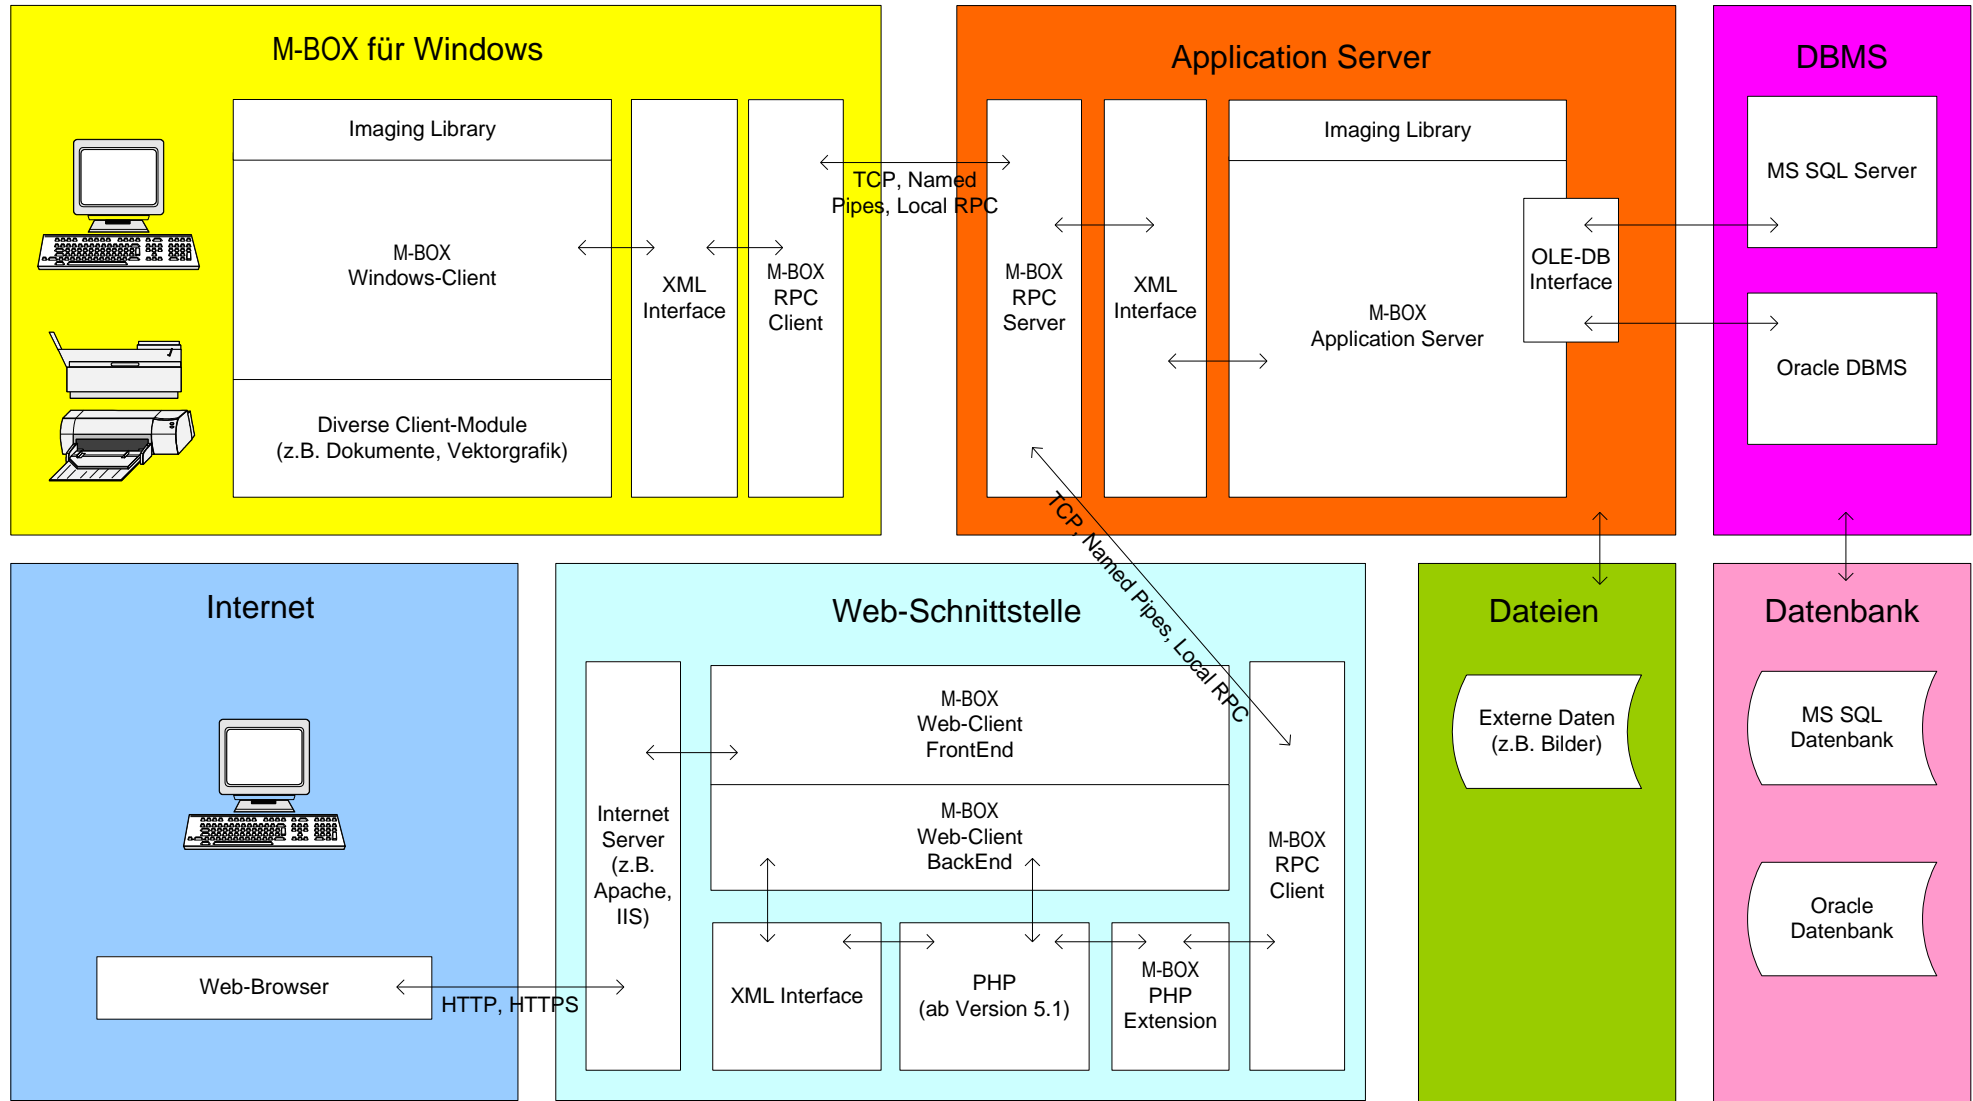 M-BOX für Windows
Imaging Library
M-BOX
Windows-Client
Diverse Client-Module
(z.B. Dokumente, Vektorgrafik)
XML
Interface
M-BOX
RPC
Client
TCP, Named
Pipes, Local RPC
Application Server
M-BOX
RPC
Server
XML
Interface
Imaging Library
M-BOX
Application Server
OLE-DB
Interface
DBMS
MS SQL Server
Oracle DBMS
TCP, Named Pipes, Local RPC
Internet
Web-Browser
HTTP, HTTPS
Web-Schnittstelle
Internet
Server
(z.B.
Apache,
IIS)
M-BOX
Web-Client
FrontEnd
M-BOX
Web-Client
BackEnd
XML Interface
PHP
(ab Version 5.1)
M-BOX
PHP
Extension
M-BOX
RPC
Client
Dateien
Externe Daten
(z.B. Bilder)
Datenbank
MS SQL
Datenbank
Oracle
Datenbank